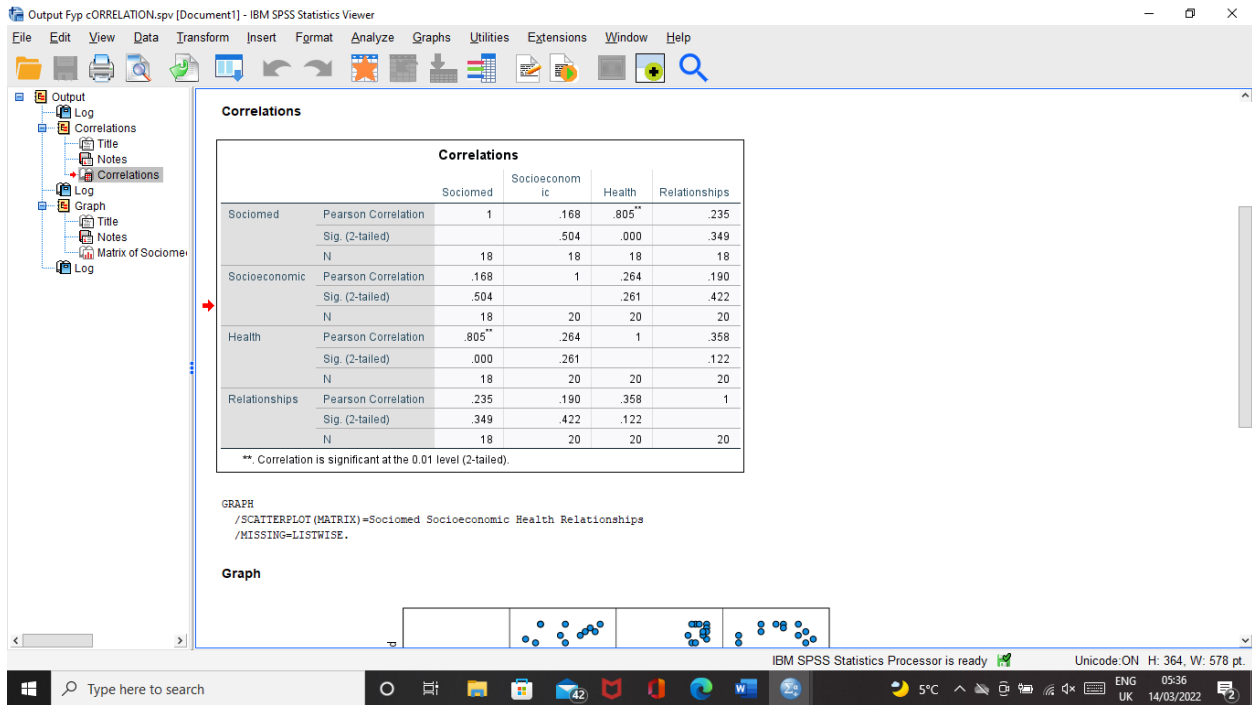 Output Fyp cORRELATION.spv [Document1] - IBM SPSS Statistics Viewer
File Edit View Data Transform Insert Format Analyze Graphs Utilities Extensions Window Help
Output
Log
Correlations
Title
Notes
Correlations
Log
Graph
Title
Notes
Matrix of Sociome
Log
Correlations
Correlations
Sociomed Socioeconom ic Health Relationships
Sociomed Pearson Correlation 1 .168 .805** .235
Sig. (2-tailed) .504 .000 .349
N 18 18 18 18
Socioeconomic Pearson Correlation .168 1 .264 .190
Sig. (2-tailed) .504 .261 .422
N 18 20 20 20
Health Pearson Correlation .805** .264 1 .358
Sig. (2-tailed) .000 .261 .122
N 18 20 20 20
Relationships Pearson Correlation .235 .190 .358 1
Sig. (2-tailed) .349 .422 .122
N 18 20 20 20
**. Correlation is significant at the 0.01 level (2-tailed).
GRAPH
/SCATTERPLOT(MATRIX)=Sociomed Socioeconomic Health Relationships
/MISSING=LISTWISE.
Graph
IBM SPSS Statistics Processor is ready Unicode:ON H: 364, W: 578 pt.
Type here to search 42 W 5°C ENG 05:36
UK 14/03/2022 2